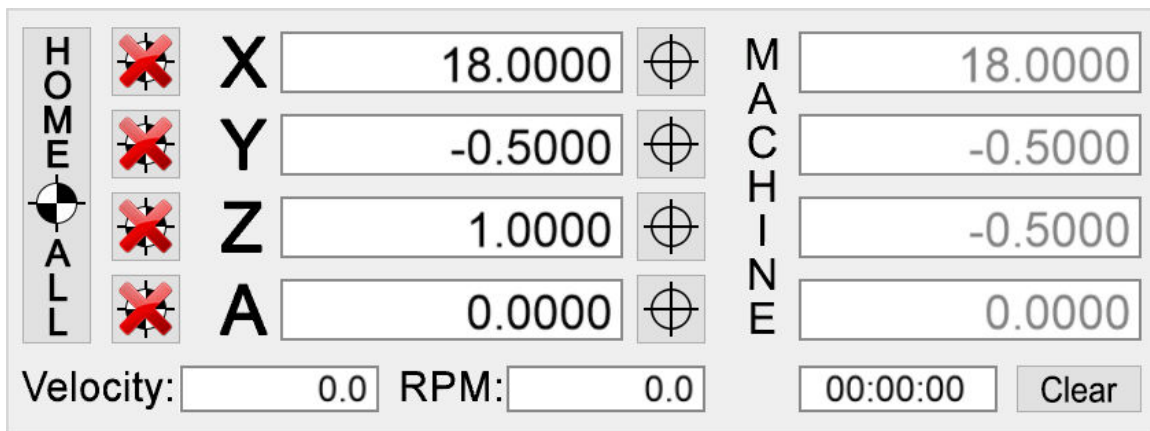 HOME ALL
X 18.0000 MACHINE 18.0000
Y -0.5000 -0.5000
Z 1.0000 -0.5000
A 0.0000 0.0000
Velocity: 0.0 RPM: 0.0 00:00:00 Clear